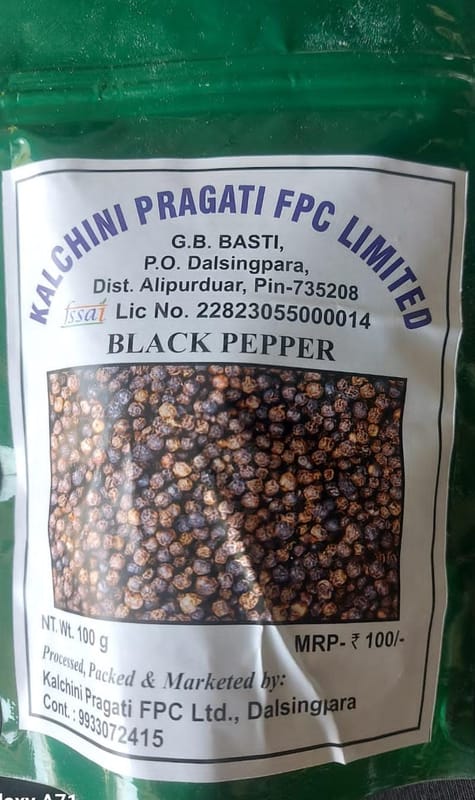 KALCHINI PRAGATI FPC LIMITED
G.B. BASTI,
P.O. Dalsingpara,
Dist. Alipurduar, Pin-735208
fssai Lic No. 22823055000014
BLACK PEPPER
NT. Wt. 100 g
MRP- ₹ 100/-
Processed, Packed & Marketed by:
Kalchini Pragati FPC Ltd., Dalsingpara
Cont. : 9933072415
A71